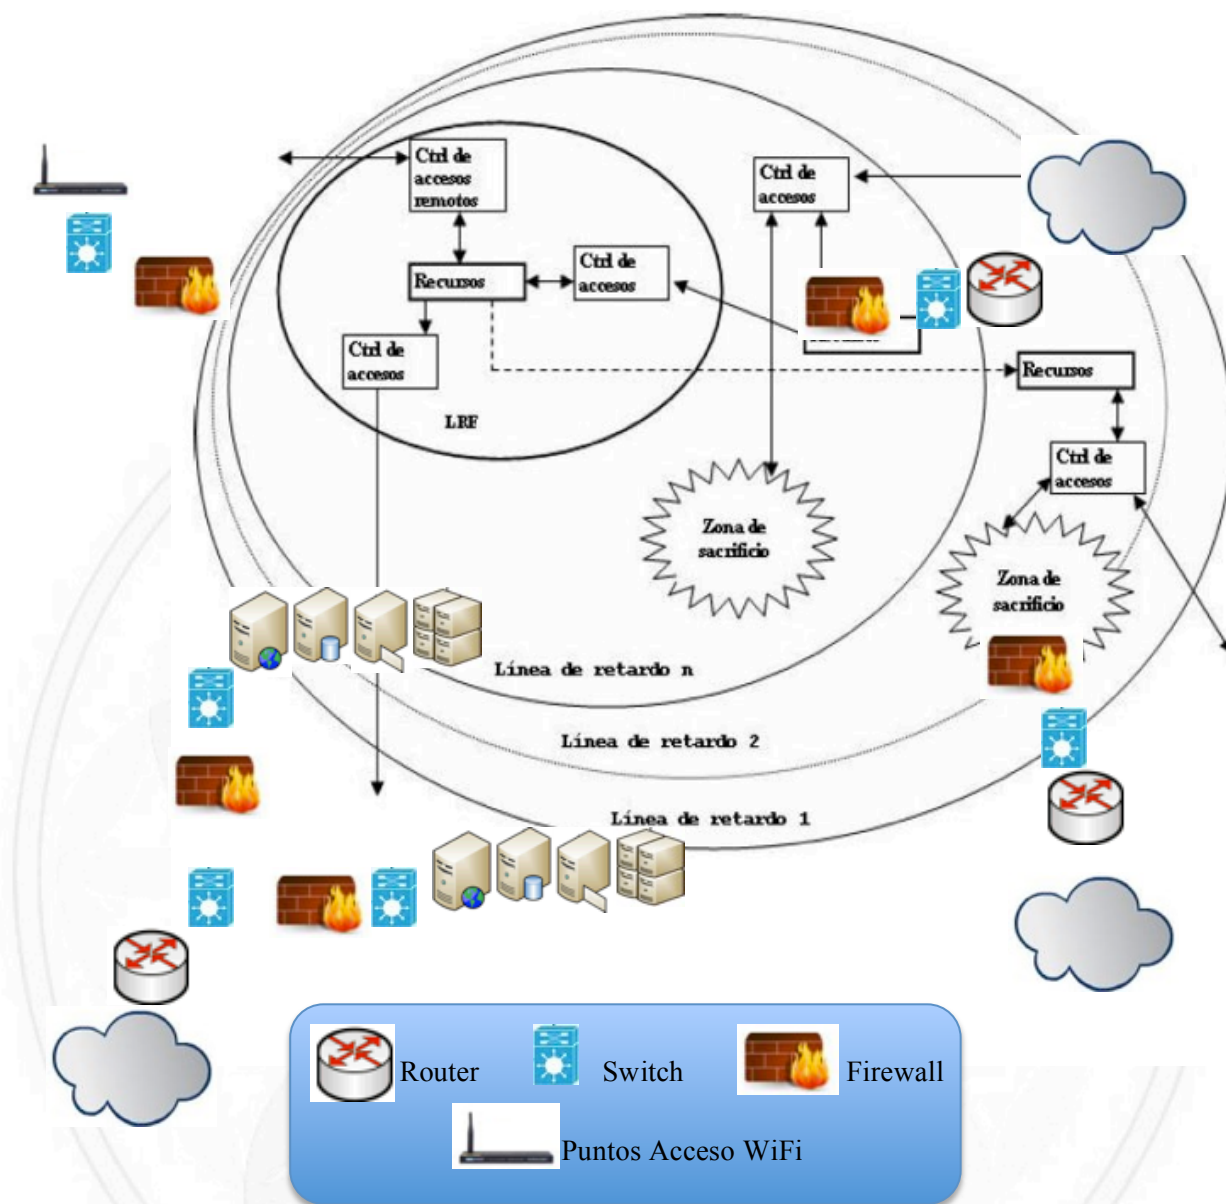 Ctrl de
accesos
remotos
Ctrl de
accesos
Ctrl de
accesos
Recursos
Ctrl de
accesos
LRF
Recursos
Ctrl de
accesos
Zona de
sacrificio
Zona de
sacrificio
Línea de retardo n
Línea de retardo 2
Línea de retardo 1
Router
Switch
Firewall
Puntos Acceso WiFi